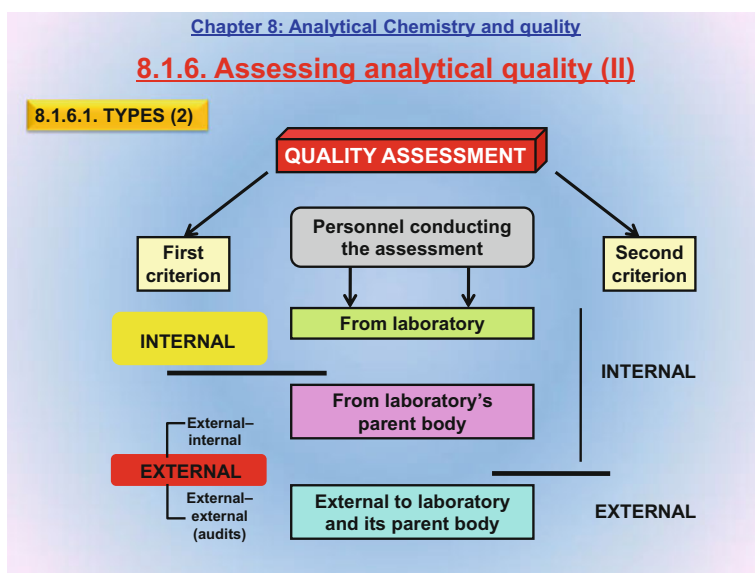 Chapter 8: Analytical Chemistry and quality
8.1.6. Assessing analytical quality (II)
8.1.6.1. TYPES (2)
QUALITY ASSESSMENT
First
criterion
Personnel conducting
the assessment
Second
criterion
INTERNAL
From laboratory
INTERNAL
From laboratory’s
parent body
External–
internal
EXTERNAL
External–
external
(audits)
External to laboratory
and its parent body
EXTERNAL